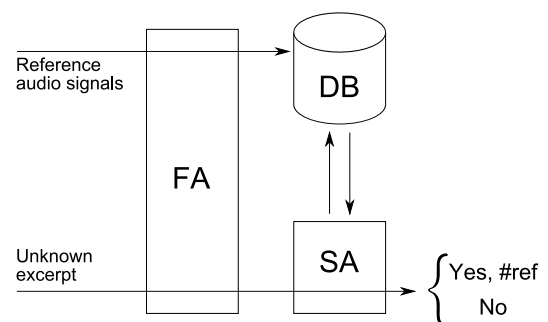 Reference
audio signals
DB
FA
Unknown
excerpt
SA
Yes, #ref
No